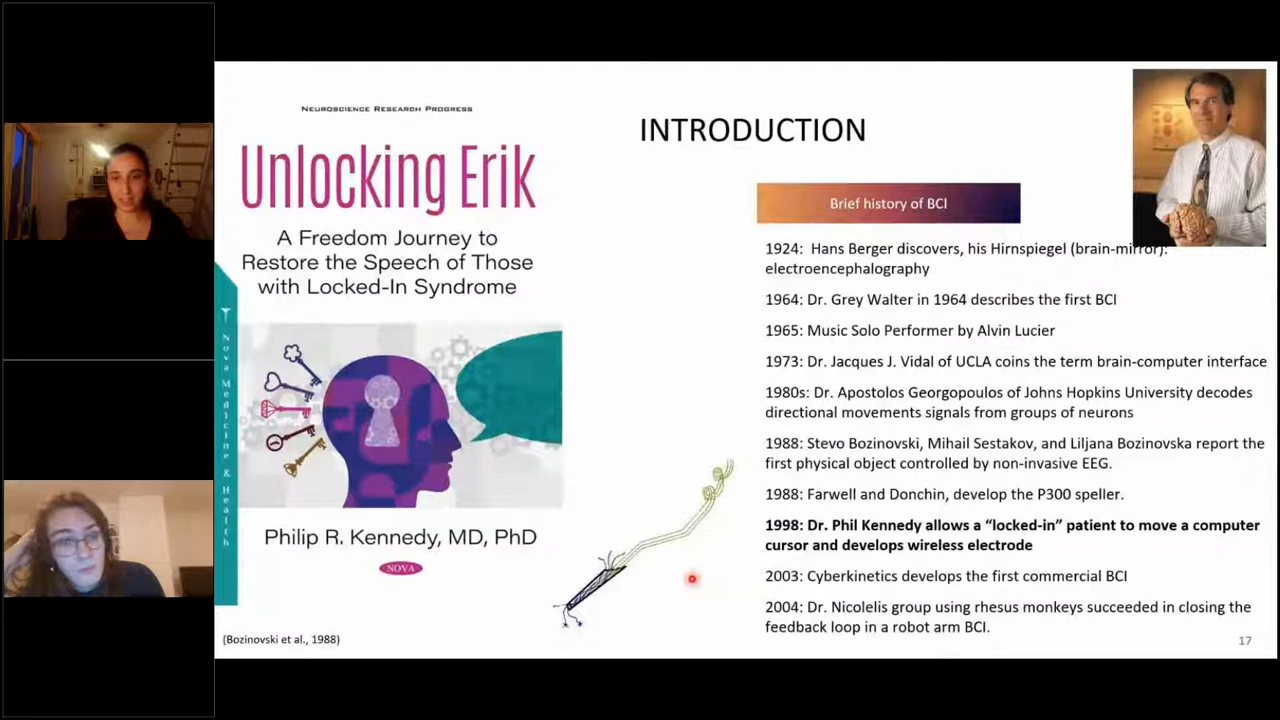 NEUROSCIENCE RESEARCH PROGRESS
Unlocking Erik
A Freedom Journey to
Restore the Speech of Those
with Locked-In Syndrome
Nova Medicine & Health
Philip R. Kennedy, MD, PhD
NOVA
(Bozinovski et al., 1988)
INTRODUCTION
Brief history of BCI
1924: Hans Berger discovers, his Hirnspiegel (brain-mirror):
electroencephalography
1964: Dr. Grey Walter in 1964 describes the first BCI
1965: Music Solo Performer by Alvin Lucier
1973: Dr. Jacques J. Vidal of UCLA coins the term brain-computer interface
1980s: Dr. Apostolos Georgopoulos of Johns Hopkins University decodes
directional movements signals from groups of neurons
1988: Stevo Bozinovski, Mihail Sestakov, and Liljana Bozinovska report the
first physical object controlled by non-invasive EEG.
1988: Farwell and Donchin, develop the P300 speller.
1998: Dr. Phil Kennedy allows a “locked-in” patient to move a computer
cursor and develops wireless electrode
2003: Cyberkinetics develops the first commercial BCI
2004: Dr. Nicolelis group using rhesus monkeys succeeded in closing the
feedback loop in a robot arm BCI.
17